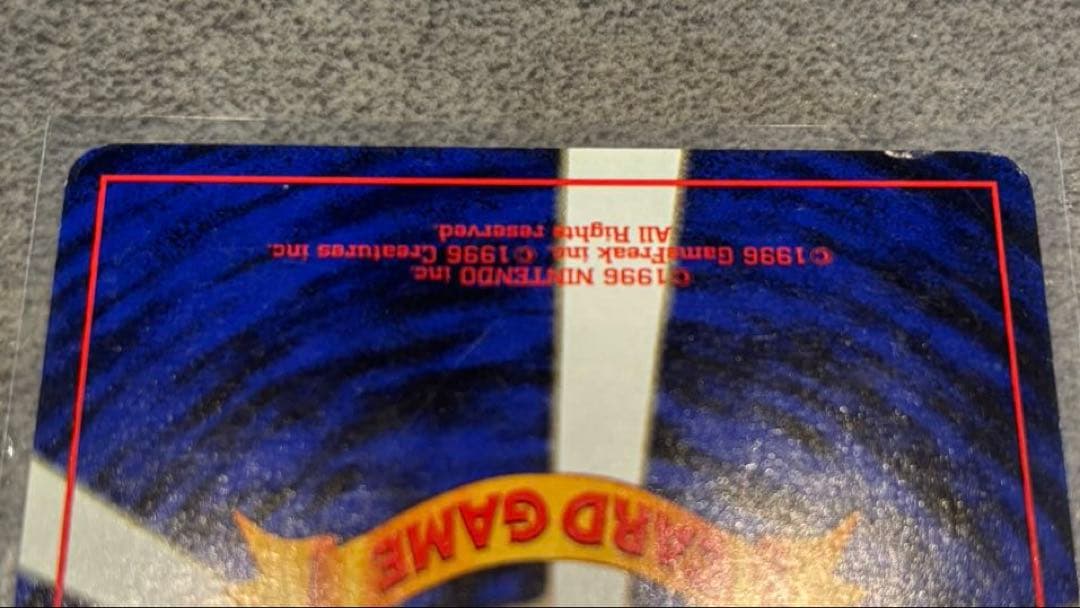 CARD GAME
©1996 NINTENDO inc.
©1996 GameFreak inc. ©1996 Creatures inc.
All Rights reserved.